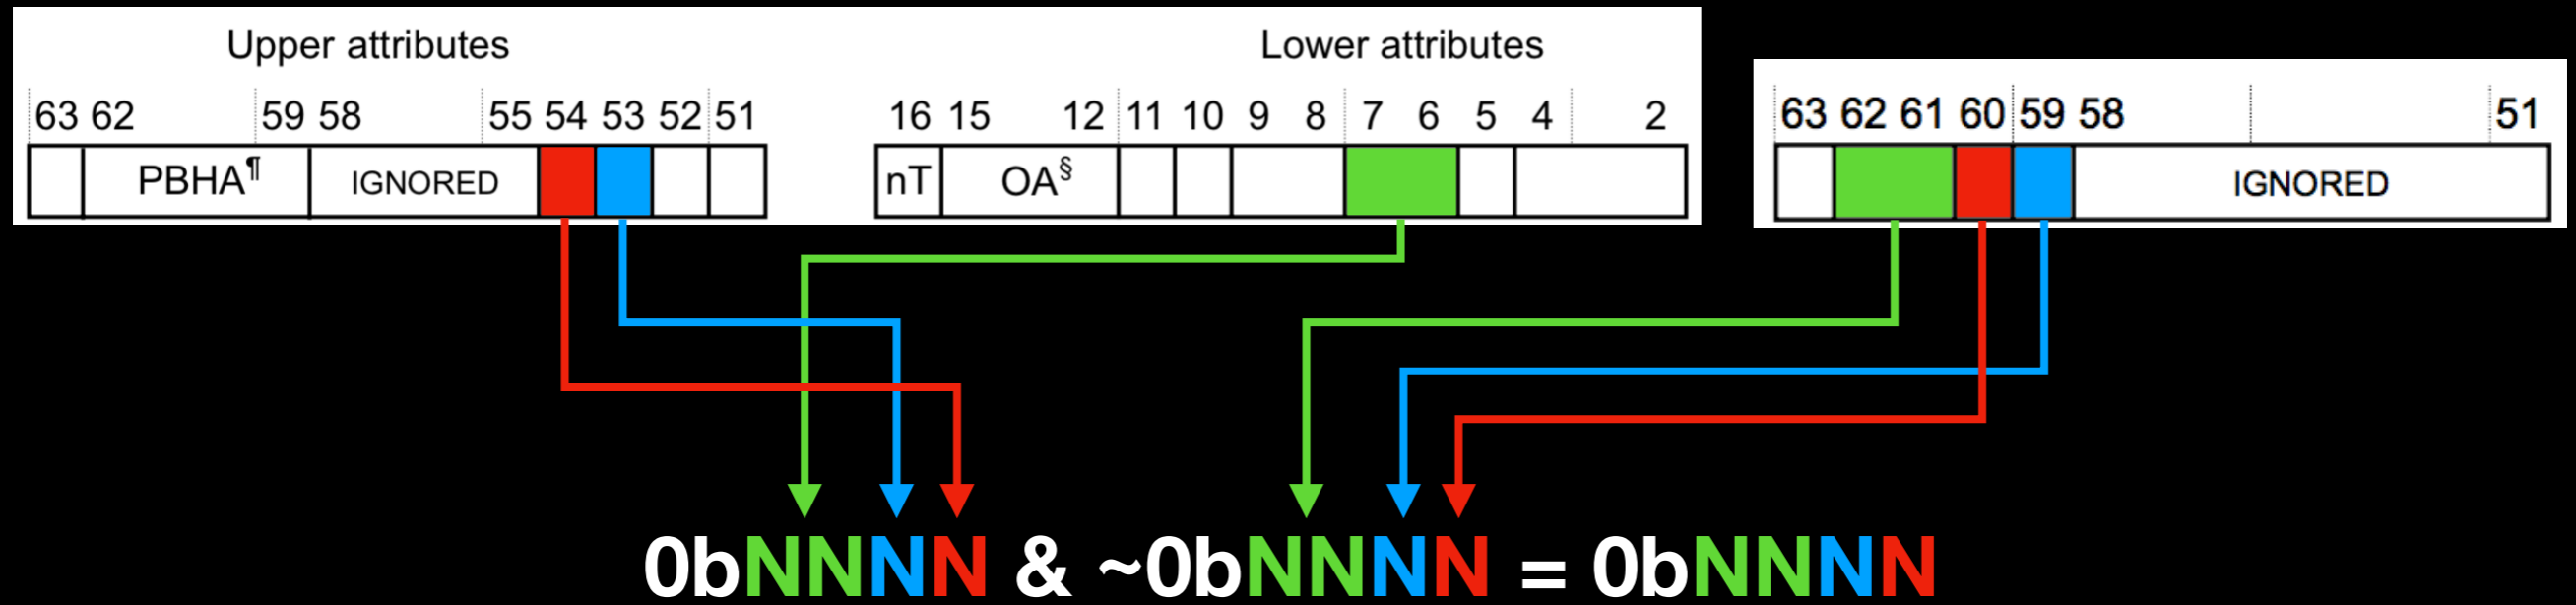 Upper attributes
Lower attributes
63 62 59 58 55 54 53 52 51
16 15 12 11 10 9 8 7 6 5 4 2
63 62 61 60 59 58 51
PBHA¶ IGNORED
nT OA§
IGNORED
0bNNNN & ~0bNNNN = 0bNNNN